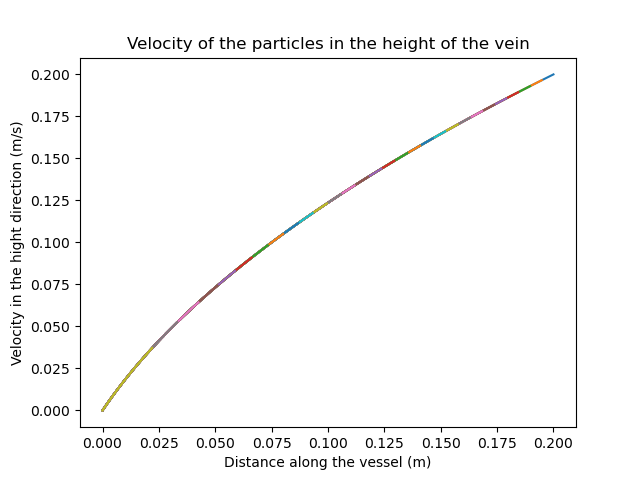 Velocity of the particles in the height of the vein
0.200
0.175
0.150
0.125
0.100
0.075
0.050
0.025
0.000
Velocity in the hight direction (m/s)
0.000 0.025 0.050 0.075 0.100 0.125 0.150 0.175 0.200
Distance along the vessel (m)